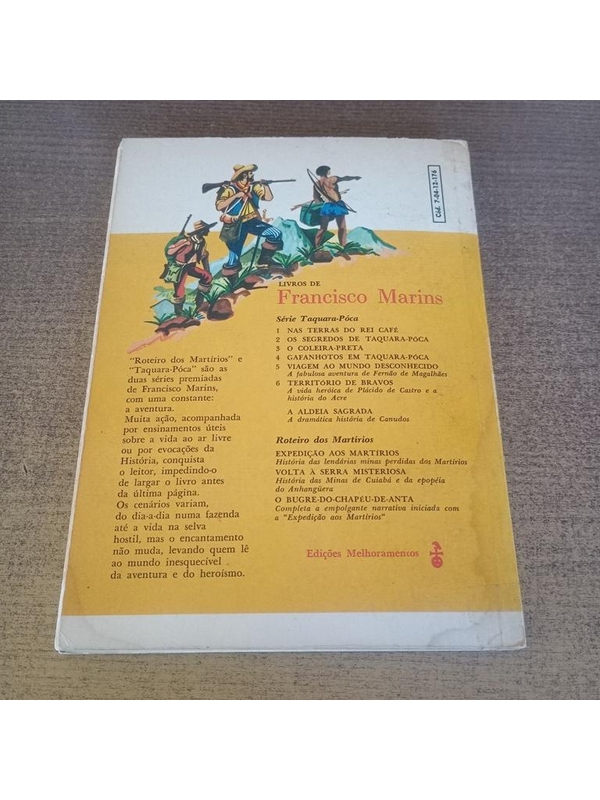 Cód. 7-04-12-176
LIVROS DE
Francisco Marins
Série Taquara-Póca
1 NAS TERRAS DO REI CAFÉ
2 OS SEGREDOS DE TAQUARA-PÓCA
3 O COLEIRA-PRETA
4 GAFANHOTOS EM TAQUARA-PÓCA
5 VIAGEM AO MUNDO DESCONHECIDO
A fabulosa aventura de Fernão de Magalhães
6 TERRITÓRIO DE BRAVOS
A vida heróica de Plácido de Castro e a
história do Acre
A ALDEIA SAGRADA
A dramática história de Canudos
Roteiro dos Martírios
EXPEDIÇÃO AOS MARTÍRIOS
História das lendárias minas perdidas dos Martírios
VOLTA À SERRA MISTERIOSA
História das Minas de Cuiabá e da epopéia
do Anhangüera
O BUGRE-DO-CHAPÉU-DE-ANTA
Completa a empolgante narrativa iniciada com
a "Expedição aos Martírios"
Edições Melhoramentos
"Roteiro dos Martírios" e
"Taquara-Póca" são as
duas séries premiadas
de Francisco Marins,
com uma constante:
a aventura.
Muita ação, acompanhada
por ensinamentos úteis
sobre a vida ao ar livre
ou por evocações da
História, conquista
o leitor, impedindo-o
de largar o livro antes
da última página.
Os cenários variam,
do dia-a-dia numa fazenda
até a vida na selva
hostil, mas o encantamento
não muda, levando quem lê
ao mundo inesquecível
da aventura e do heroísmo.